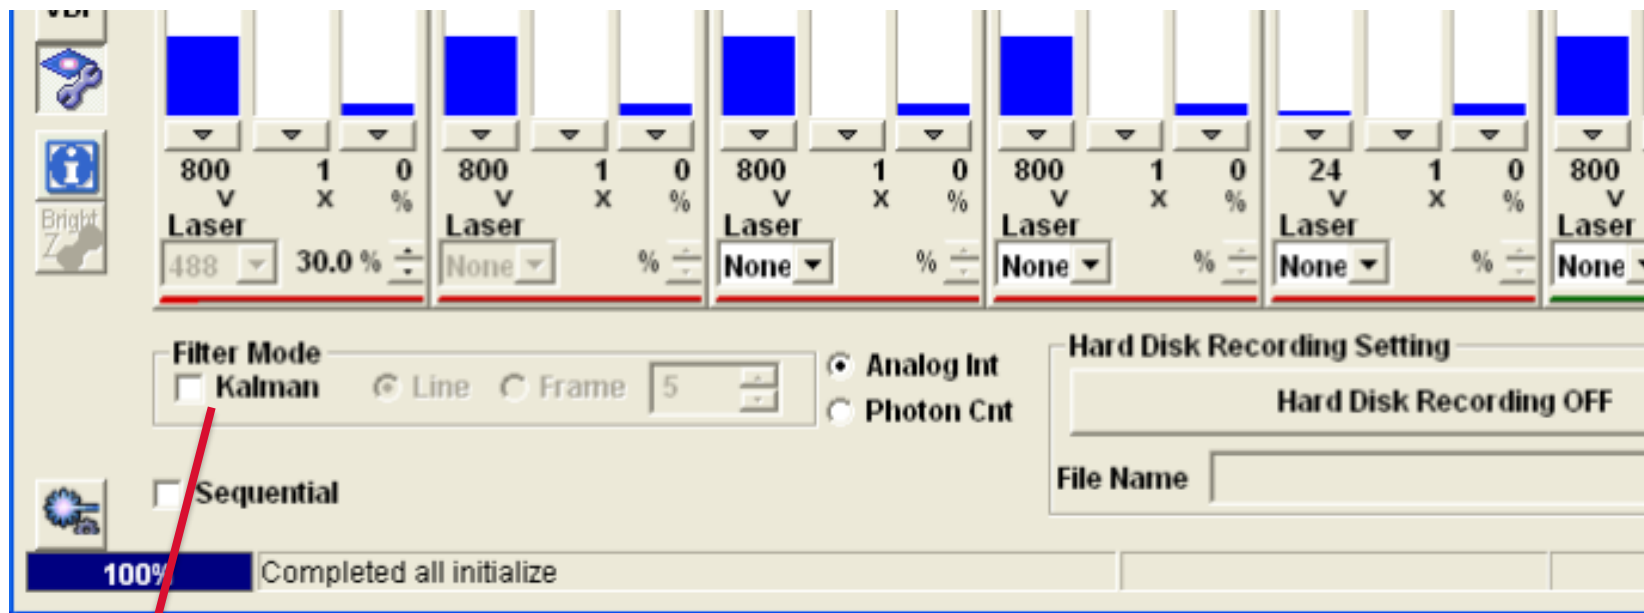 800 1 0 800 1 0 800 1 0 800 1 0 24 1 0 800
V X % V X % V X % V X % V X % V
Bright Laser Laser Laser Laser Laser Laser
Z 488 30.0 % None % None % None % None % None
Filter Mode
Kalman Line Frame 5
Analog Int
Photon Cnt
Hard Disk Recording Setting
Hard Disk Recording OFF
File Name
Sequential
100% Completed all initialize